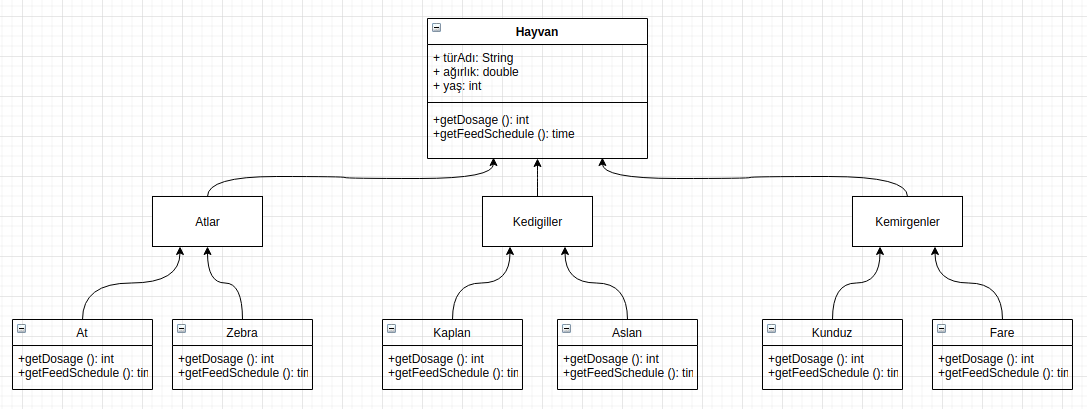 Hayvan
+ türAdı: String
+ ağırlık: double
+ yaş: int
+getDosage (): int
+getFeedSchedule (): time
Atlar
Kedigiller
Kemirgenler
At
+getDosage (): int
+getFeedSchedule (): tin
Zebra
+getDosage (): int
+getFeedSchedule (): tin
Kaplan
+getDosage (): int
+getFeedSchedule (): tin
Aslan
+getDosage (): int
+getFeedSchedule (): tin
Kunduz
+getDosage (): int
+getFeedSchedule (): tin
Fare
+getDosage (): int
+getFeedSchedule (): tin